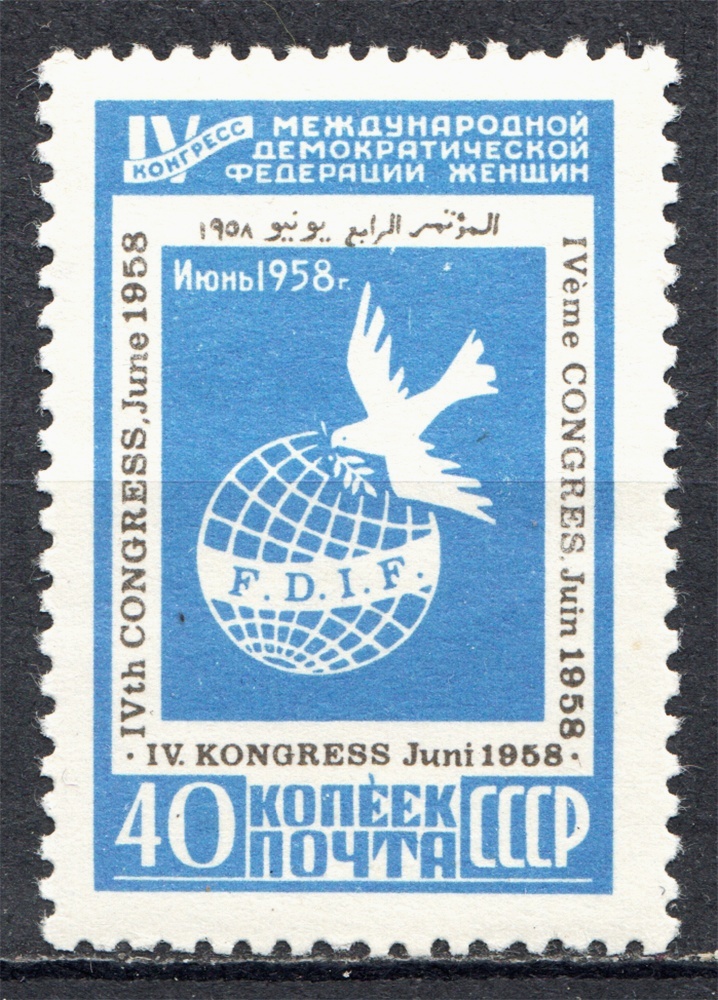 IV
КОНГРЕСС
МЕЖДУНАРОДНОЙ
ДЕМОКРАТИЧЕСКОЙ
ФЕДЕРАЦИИ ЖЕНЩИН
المؤتمر الرابع يونيو ١٩٥٨
Июнь 1958 г.
IVth CONGRESS, June 1958
IVème CONGRES. Juin 1958
F.D.I.F.
· IV. KONGRESS Juni 1958 ·
40 КОПЕЕК
ПОЧТА
СССР